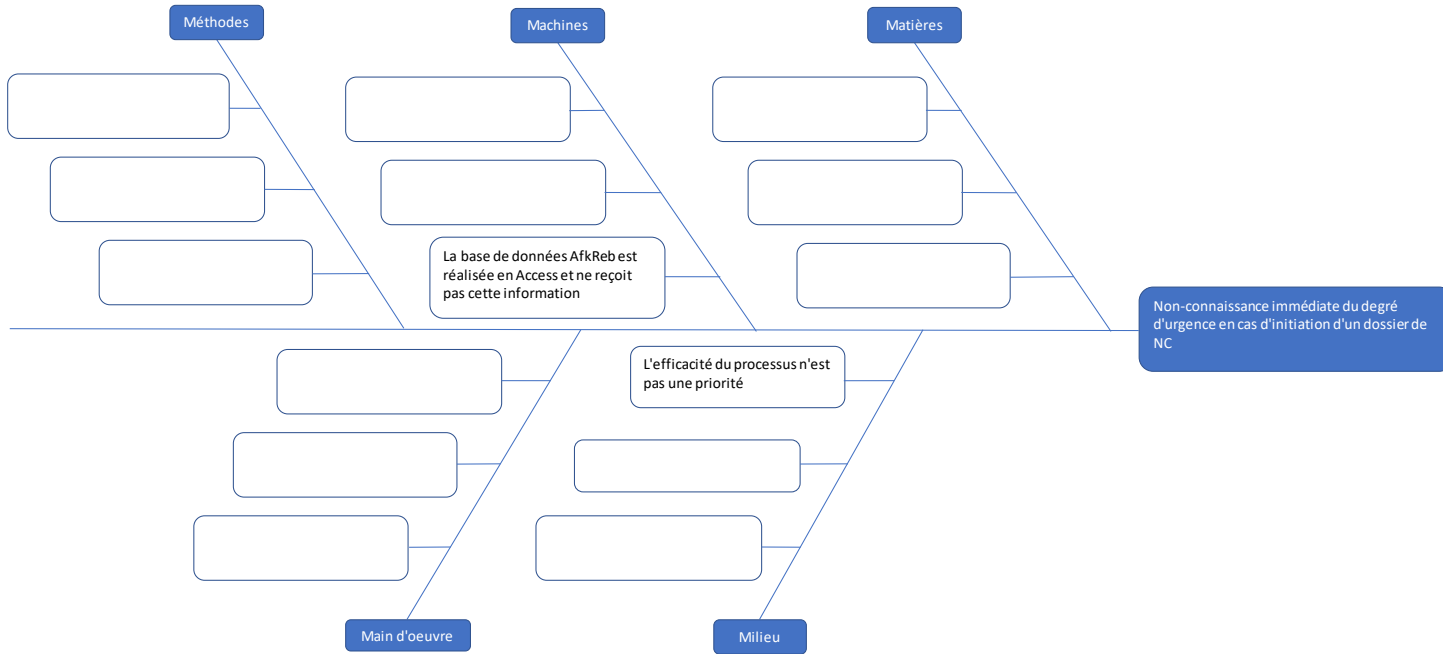 Méthodes
Machines
Matières
La base de données AfkReb est
réalisée en Access et ne reçoit
pas cette information
Non-connaissance immédiate du degré
d'urgence en cas d'initiation d'un dossier de
NC
L'efficacité du processus n'est
pas une priorité
Main d'oeuvre
Milieu